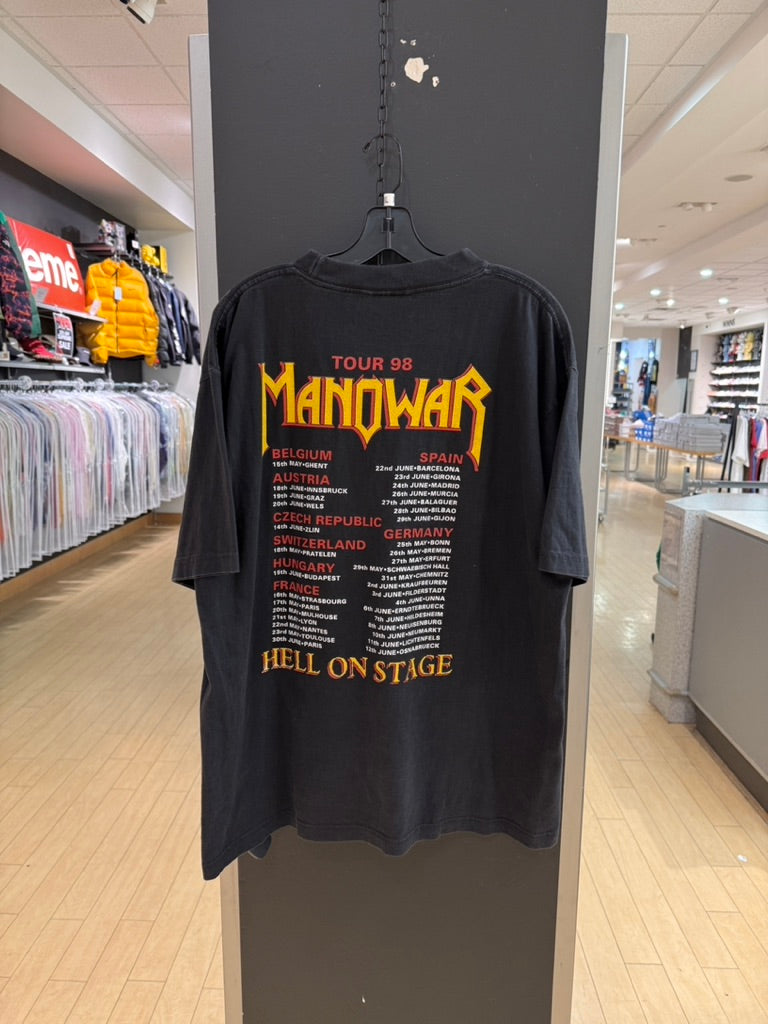 TOUR 98
MANOWAR
BELGIUM
15th MAY•GHENT
AUSTRIA
18th JUNE•INNSBRUCK
19th JUNE•GRAZ
20th JUNE•WELS
CZECH REPUBLIC
14th JUNE•ZLIN
SWITZERLAND
18th MAY•PRATELEN
HUNGARY
15th JUNE•BUDAPEST
FRANCE
16th MAY•STRASBOURG
17th MAY•PARIS
20th MAY•MULHOUSE
21st MAY•LYON
22nd MAY•NANTES
23rd MAY•TOULOUSE
30th JUNE•PARIS
SPAIN
22nd JUNE•BARCELONA
23rd JUNE•GIRONA
24th JUNE•MADRID
26th JUNE•MURCIA
27th JUNE•BALAGUER
28th JUNE•BILBAO
29th JUNE•GIJON
GERMANY
25th MAY•BONN
26th MAY•BREMEN
27th MAY•ERFURT
29th MAY•SCHWAEBISCH HALL
31st MAY•CHEMNITZ
2nd JUNE•KRAUFBEUREN
3rd JUNE•FILDERSTADT
4th JUNE•UNNA
6th JUNE•ERNDTEBRUECK
7th JUNE•HILDESHEIM
8th JUNE•NEUISENBURG
10th JUNE•NEUMARKT
11th JUNE•LICHTENFELS
12th JUNE•OSNABRUECK
HELL ON STAGE
eme
SALE